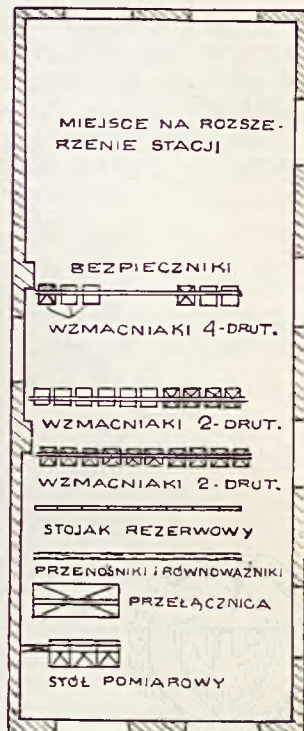 MIEJSCE NA ROZSZE-
RZENIE STACJI
BEZPIECZNIKI
WZMACNIAKI 4-DRUT.
WZMACNIAKI 2-DRUT.
WZMACNIAKI 2-DRUT.
STOJAK REZERWOWY
PRZENOŚNIKI i RÓWNOWAŻNIKI
PRZEŁĄCZNICA
STÓŁ POMIAROWY